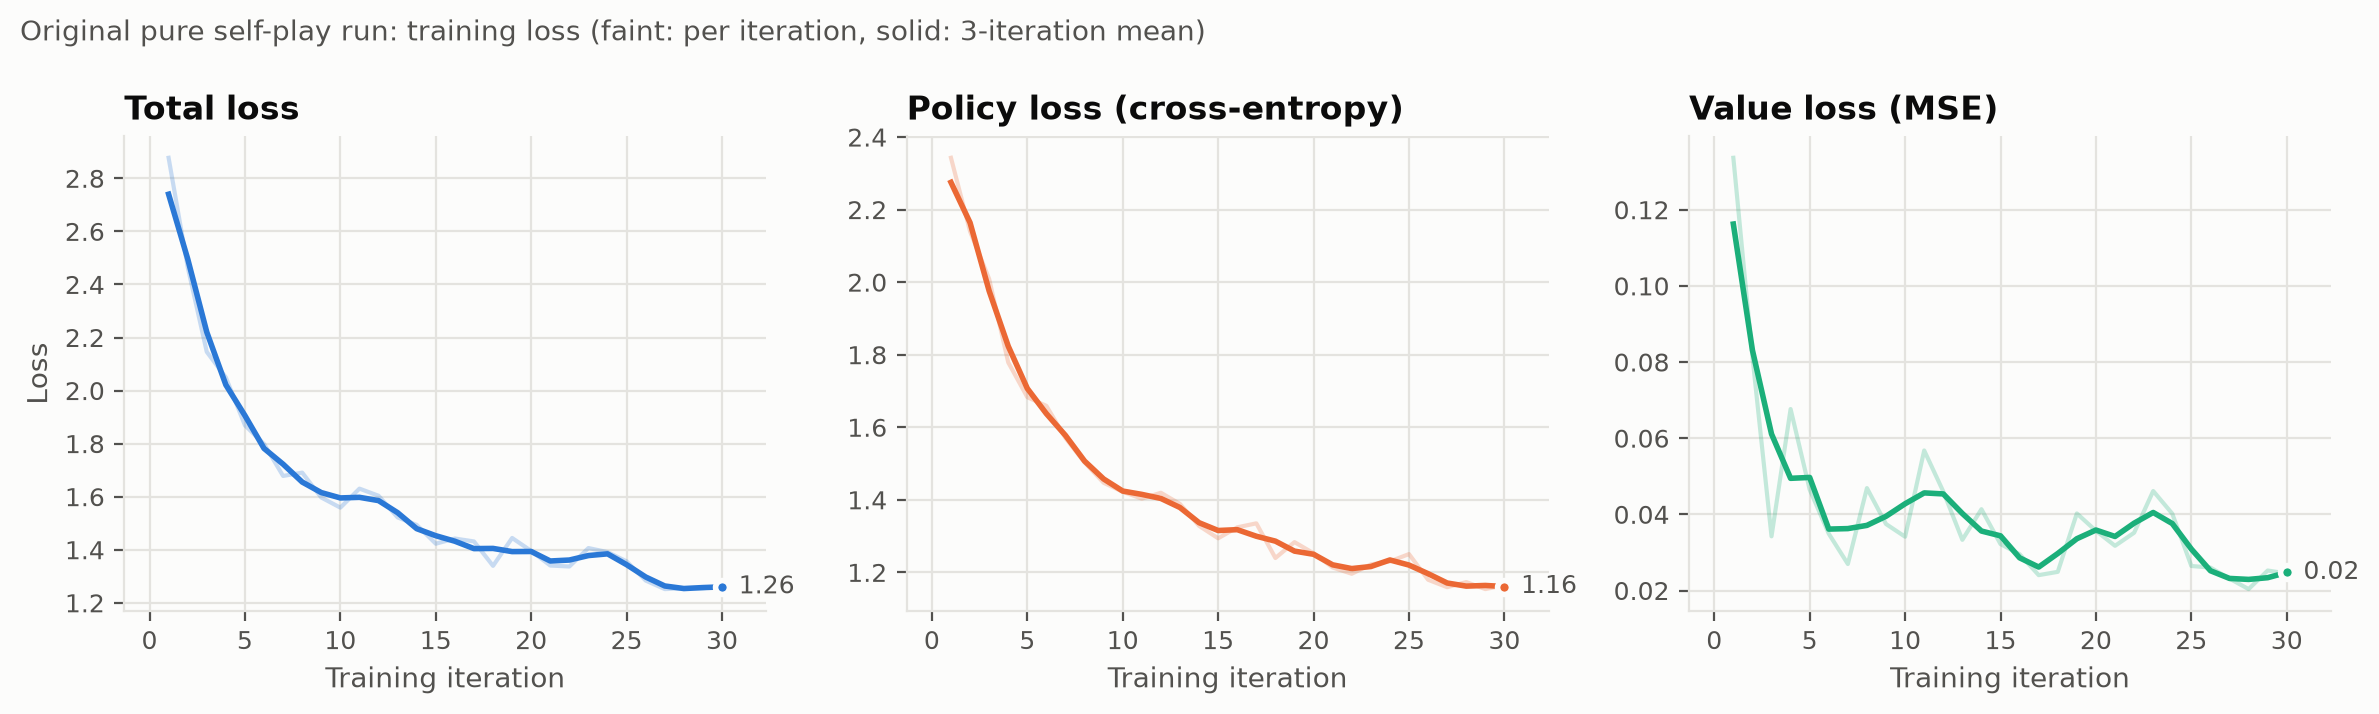 Original pure self-play run: training loss (faint: per iteration, solid: 3-iteration mean)
Total loss
Loss
2.8
2.6
2.4
2.2
2.0
1.8
1.6
1.4
1.2
1.26
0 5 10 15 20 25 30
Training iteration
Policy loss (cross-entropy)
2.4
2.2
2.0
1.8
1.6
1.4
1.2
1.16
0 5 10 15 20 25 30
Training iteration
Value loss (MSE)
0.12
0.10
0.08
0.06
0.04
0.02
0.02
0 5 10 15 20 25 30
Training iteration